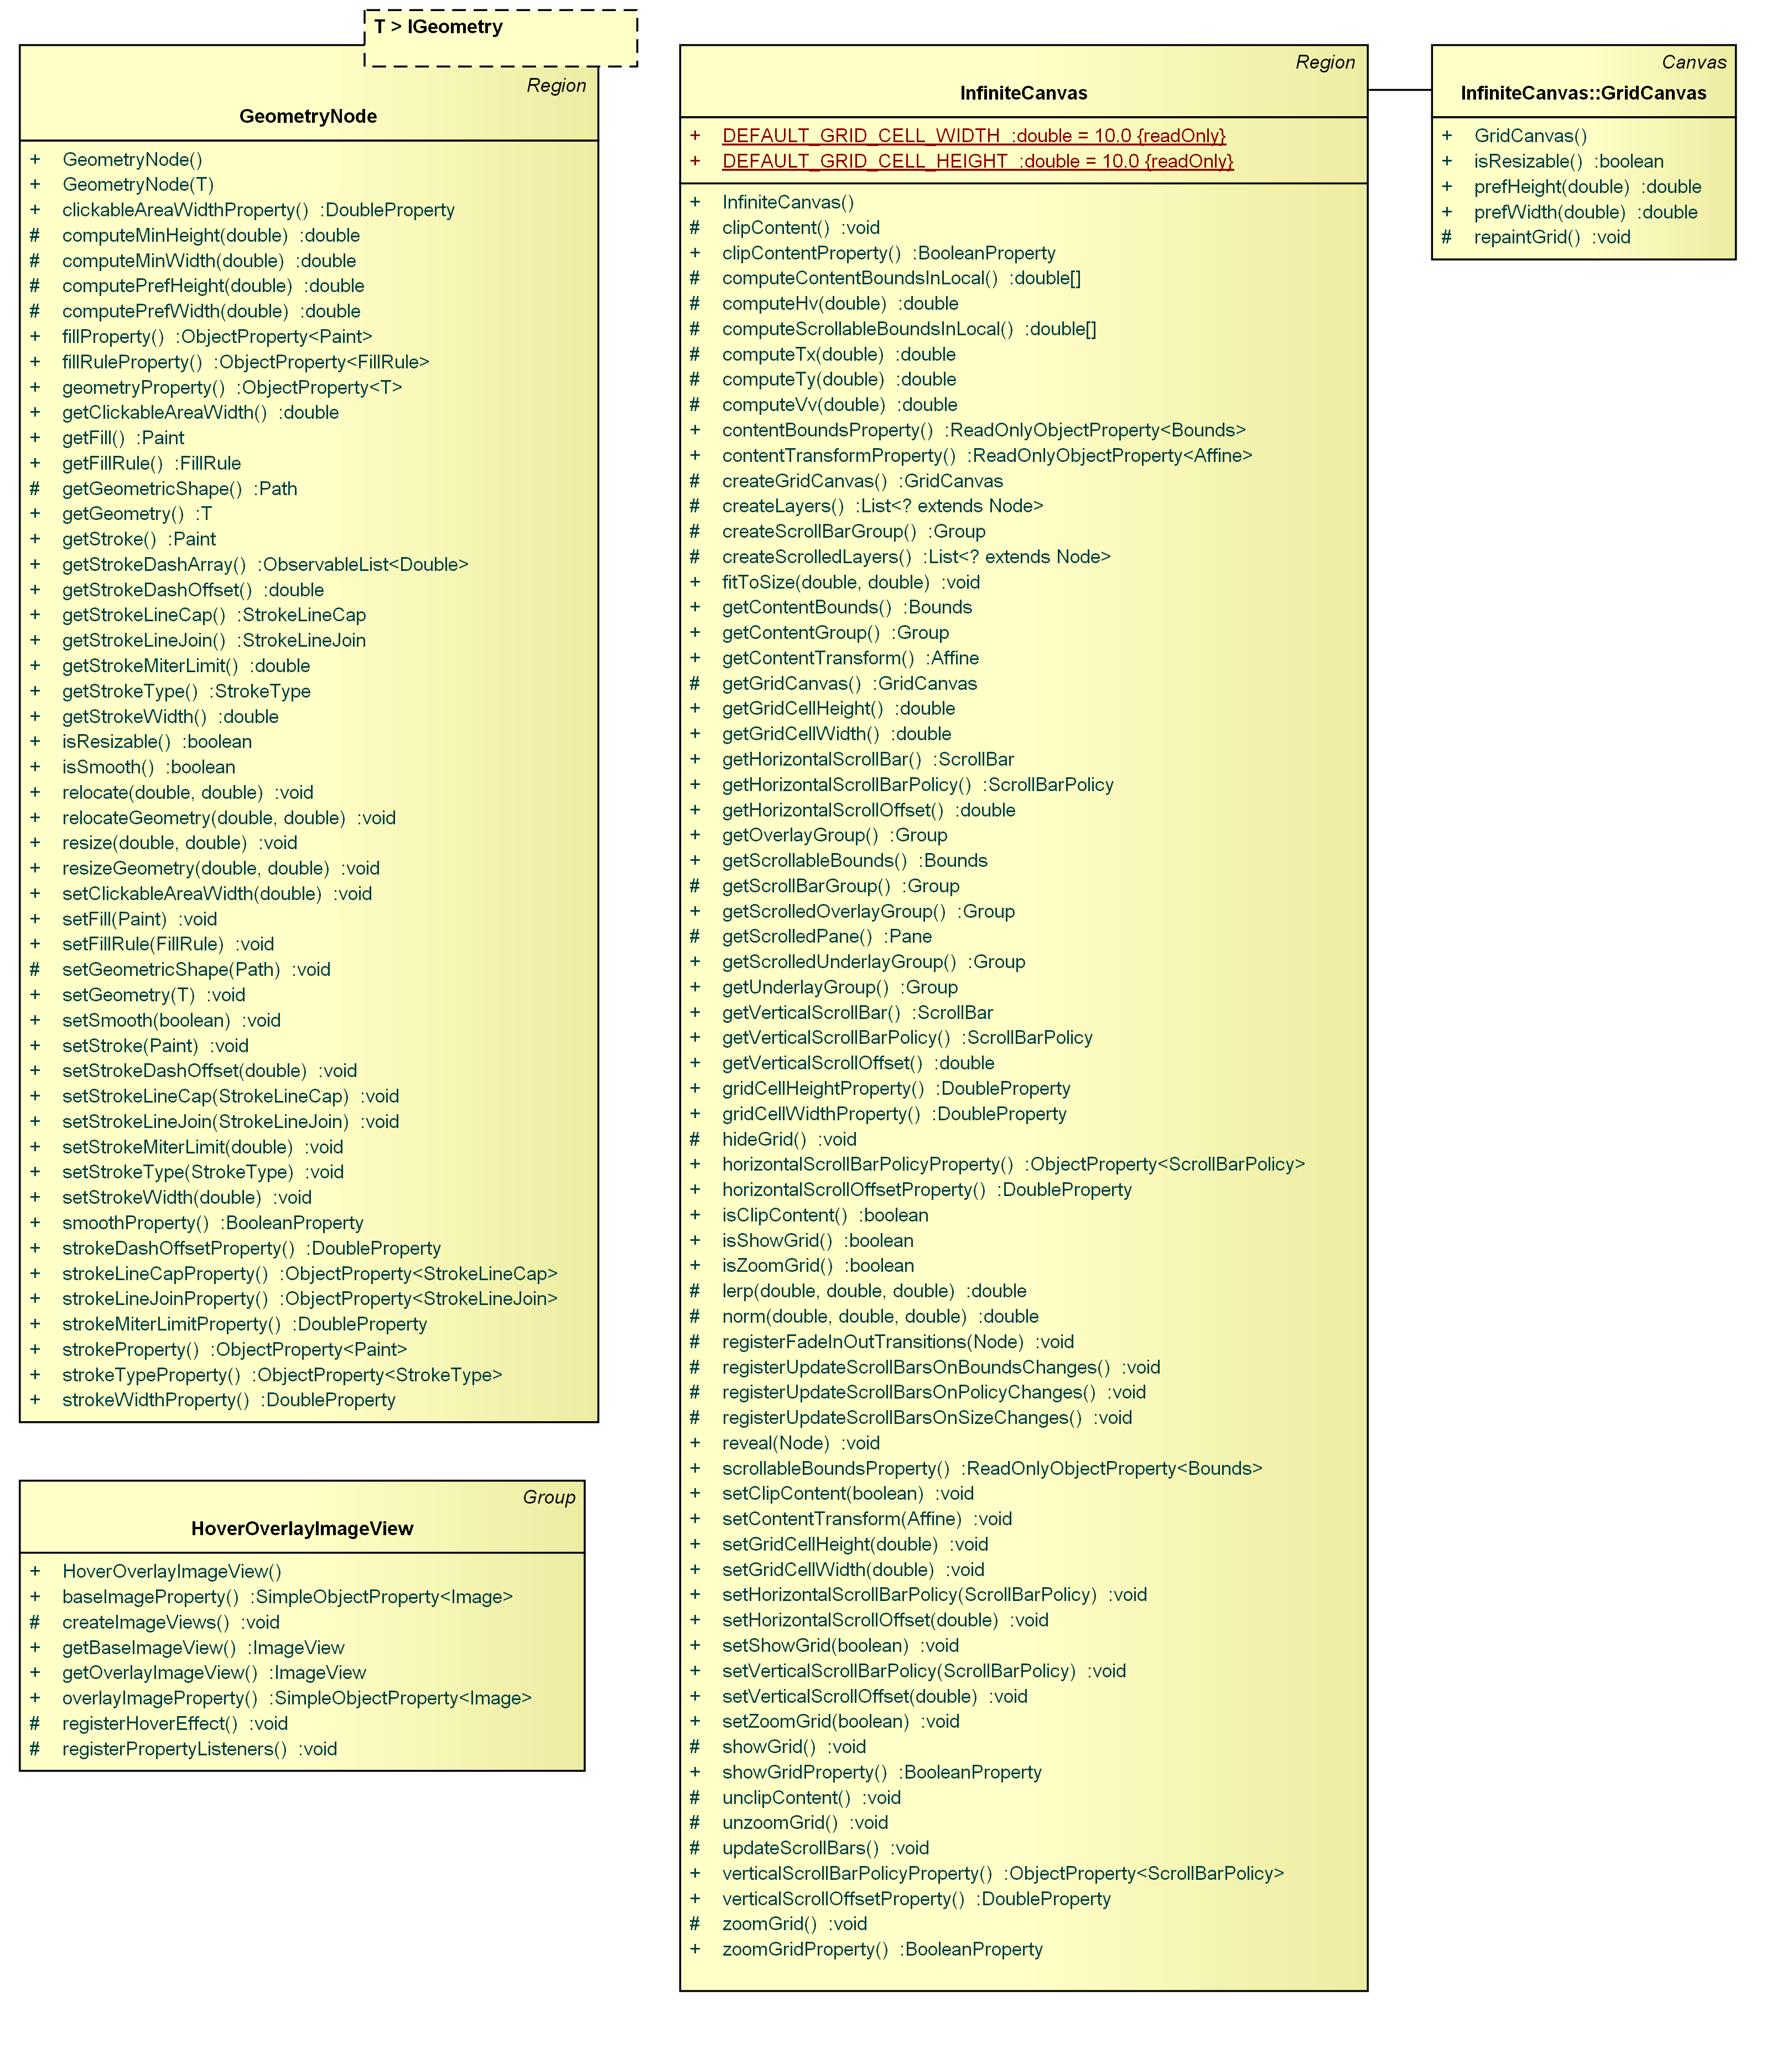 T > IGeometry
Region
GeometryNode
+ GeometryNode()
+ GeometryNode(T)
+ clickableAreaWidthProperty() :DoubleProperty
# computeMinHeight(double) :double
# computeMinWidth(double) :double
# computePrefHeight(double) :double
# computePrefWidth(double) :double
+ fillProperty() :ObjectProperty<Paint>
+ fillRuleProperty() :ObjectProperty<FillRule>
+ geometryProperty() :ObjectProperty<T>
+ getClickableAreaWidth() :double
+ getFill() :Paint
+ getFillRule() :FillRule
# getGeometricShape() :Path
+ getGeometry() :T
+ getStroke() :Paint
+ getStrokeDashArray() :ObservableList<Double>
+ getStrokeDashOffset() :double
+ getStrokeLineCap() :StrokeLineCap
+ getStrokeLineJoin() :StrokeLineJoin
+ getStrokeMiterLimit() :double
+ getStrokeType() :StrokeType
+ getStrokeWidth() :double
+ isResizable() :boolean
+ isSmooth() :boolean
+ relocate(double, double) :void
+ relocateGeometry(double, double) :void
+ resize(double, double) :void
+ resizeGeometry(double, double) :void
+ setClickableAreaWidth(double) :void
+ setFill(Paint) :void
+ setFillRule(FillRule) :void
# setGeometricShape(Path) :void
+ setGeometry(T) :void
+ setSmooth(boolean) :void
+ setStroke(Paint) :void
+ setStrokeDashOffset(double) :void
+ setStrokeLineCap(StrokeLineCap) :void
+ setStrokeLineJoin(StrokeLineJoin) :void
+ setStrokeMiterLimit(double) :void
+ setStrokeType(StrokeType) :void
+ setStrokeWidth(double) :void
+ smoothProperty() :BooleanProperty
+ strokeDashOffsetProperty() :DoubleProperty
+ strokeLineCapProperty() :ObjectProperty<StrokeLineCap>
+ strokeLineJoinProperty() :ObjectProperty<StrokeLineJoin>
+ strokeMiterLimitProperty() :DoubleProperty
+ strokeProperty() :ObjectProperty<Paint>
+ strokeTypeProperty() :ObjectProperty<StrokeType>
+ strokeWidthProperty() :DoubleProperty
Group
HoverOverlayImageView
+ HoverOverlayImageView()
+ baseImageProperty() :SimpleObjectProperty<Image>
# createImageViews() :void
+ getBaseImageView() :ImageView
+ getOverlayImageView() :ImageView
+ overlayImageProperty() :SimpleObjectProperty<Image>
# registerHoverEffect() :void
# registerPropertyListeners() :void
Region
InfiniteCanvas
+ DEFAULT_GRID_CELL_WIDTH :double = 10.0 {readOnly}
+ DEFAULT_GRID_CELL_HEIGHT :double = 10.0 {readOnly}
+ InfiniteCanvas()
# clipContent() :void
+ clipContentProperty() :BooleanProperty
# computeContentBoundsInLocal() :double[]
# computeHv(double) :double
# computeScrollableBoundsInLocal() :double[]
# computeTx(double) :double
# computeTy(double) :double
# computeVv(double) :double
+ contentBoundsProperty() :ReadOnlyObjectProperty<Bounds>
+ contentTransformProperty() :ReadOnlyObjectProperty<Affine>
# createGridCanvas() :GridCanvas
# createLayers() :List<? extends Node>
# createScrollBarGroup() :Group
# createScrolledLayers() :List<? extends Node>
+ fitToSize(double, double) :void
+ getContentBounds() :Bounds
+ getContentGroup() :Group
+ getContentTransform() :Affine
# getGridCanvas() :GridCanvas
+ getGridCellHeight() :double
+ getGridCellWidth() :double
+ getHorizontalScrollBar() :ScrollBar
+ getHorizontalScrollBarPolicy() :ScrollBarPolicy
+ getHorizontalScrollOffset() :double
+ getOverlayGroup() :Group
+ getScrollableBounds() :Bounds
# getScrollBarGroup() :Group
+ getScrolledOverlayGroup() :Group
# getScrolledPane() :Pane
+ getScrolledUnderlayGroup() :Group
+ getUnderlayGroup() :Group
+ getVerticalScrollBar() :ScrollBar
+ getVerticalScrollBarPolicy() :ScrollBarPolicy
+ getVerticalScrollOffset() :double
+ gridCellHeightProperty() :DoubleProperty
+ gridCellWidthProperty() :DoubleProperty
# hideGrid() :void
+ horizontalScrollBarPolicyProperty() :ObjectProperty<ScrollBarPolicy>
+ horizontalScrollOffsetProperty() :DoubleProperty
+ isClipContent() :boolean
+ isShowGrid() :boolean
+ isZoomGrid() :boolean
# lerp(double, double, double) :double
# norm(double, double, double) :double
# registerFadeInOutTransitions(Node) :void
# registerUpdateScrollBarsOnBoundsChanges() :void
# registerUpdateScrollBarsOnPolicyChanges() :void
# registerUpdateScrollBarsOnSizeChanges() :void
+ reveal(Node) :void
+ scrollableBoundsProperty() :ReadOnlyObjectProperty<Bounds>
+ setClipContent(boolean) :void
+ setContentTransform(Affine) :void
+ setGridCellHeight(double) :void
+ setGridCellWidth(double) :void
+ setHorizontalScrollBarPolicy(ScrollBarPolicy) :void
+ setHorizontalScrollOffset(double) :void
+ setShowGrid(boolean) :void
+ setVerticalScrollBarPolicy(ScrollBarPolicy) :void
+ setVerticalScrollOffset(double) :void
+ setZoomGrid(boolean) :void
# showGrid() :void
+ showGridProperty() :BooleanProperty
# unclipContent() :void
# unzoomGrid() :void
# updateScrollBars() :void
+ verticalScrollBarPolicyProperty() :ObjectProperty<ScrollBarPolicy>
+ verticalScrollOffsetProperty() :DoubleProperty
# zoomGrid() :void
+ zoomGridProperty() :BooleanProperty
Canvas
InfiniteCanvas::GridCanvas
+ GridCanvas()
+ isResizable() :boolean
+ prefHeight(double) :double
+ prefWidth(double) :double
# repaintGrid() :void